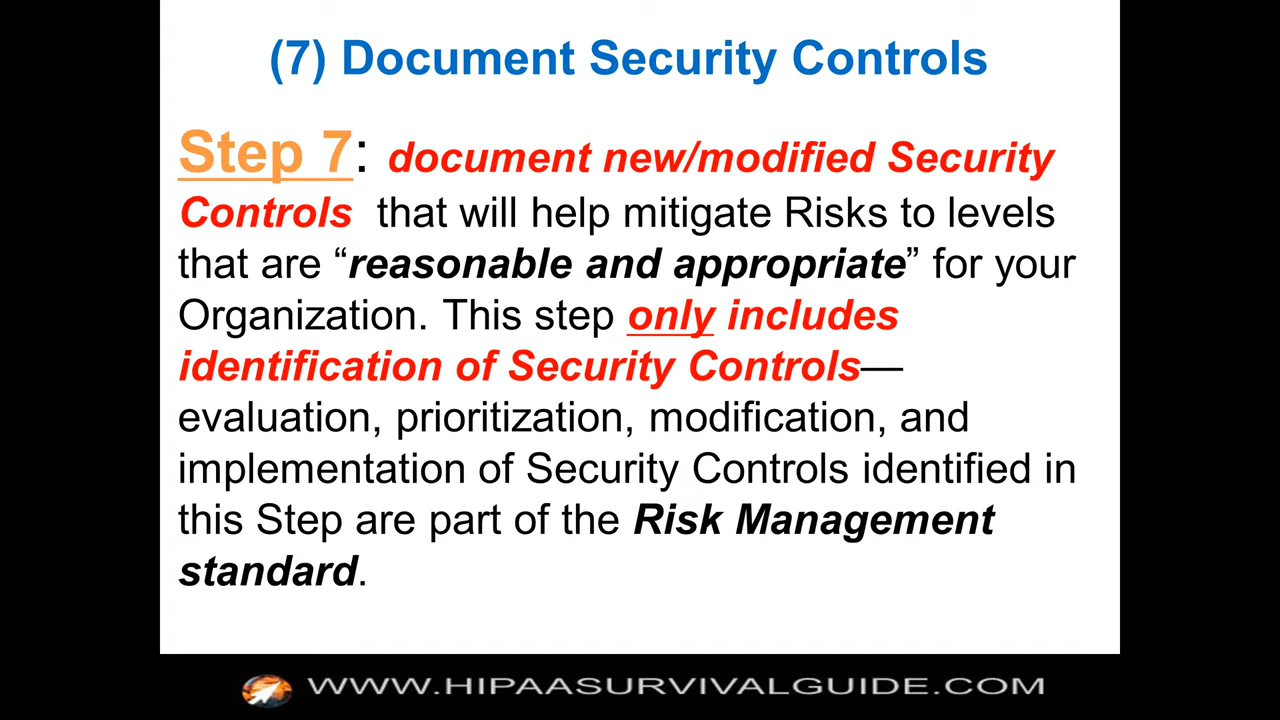 (7) Document Security Controls
Step 7: document new/modified Security
Controls that will help mitigate Risks to levels
that are “reasonable and appropriate” for your
Organization. This step only includes
identification of Security Controls—
evaluation, prioritization, modification, and
implementation of Security Controls identified in
this Step are part of the Risk Management
standard.
WWW.HIPAASURVIVALGUIDE.COM